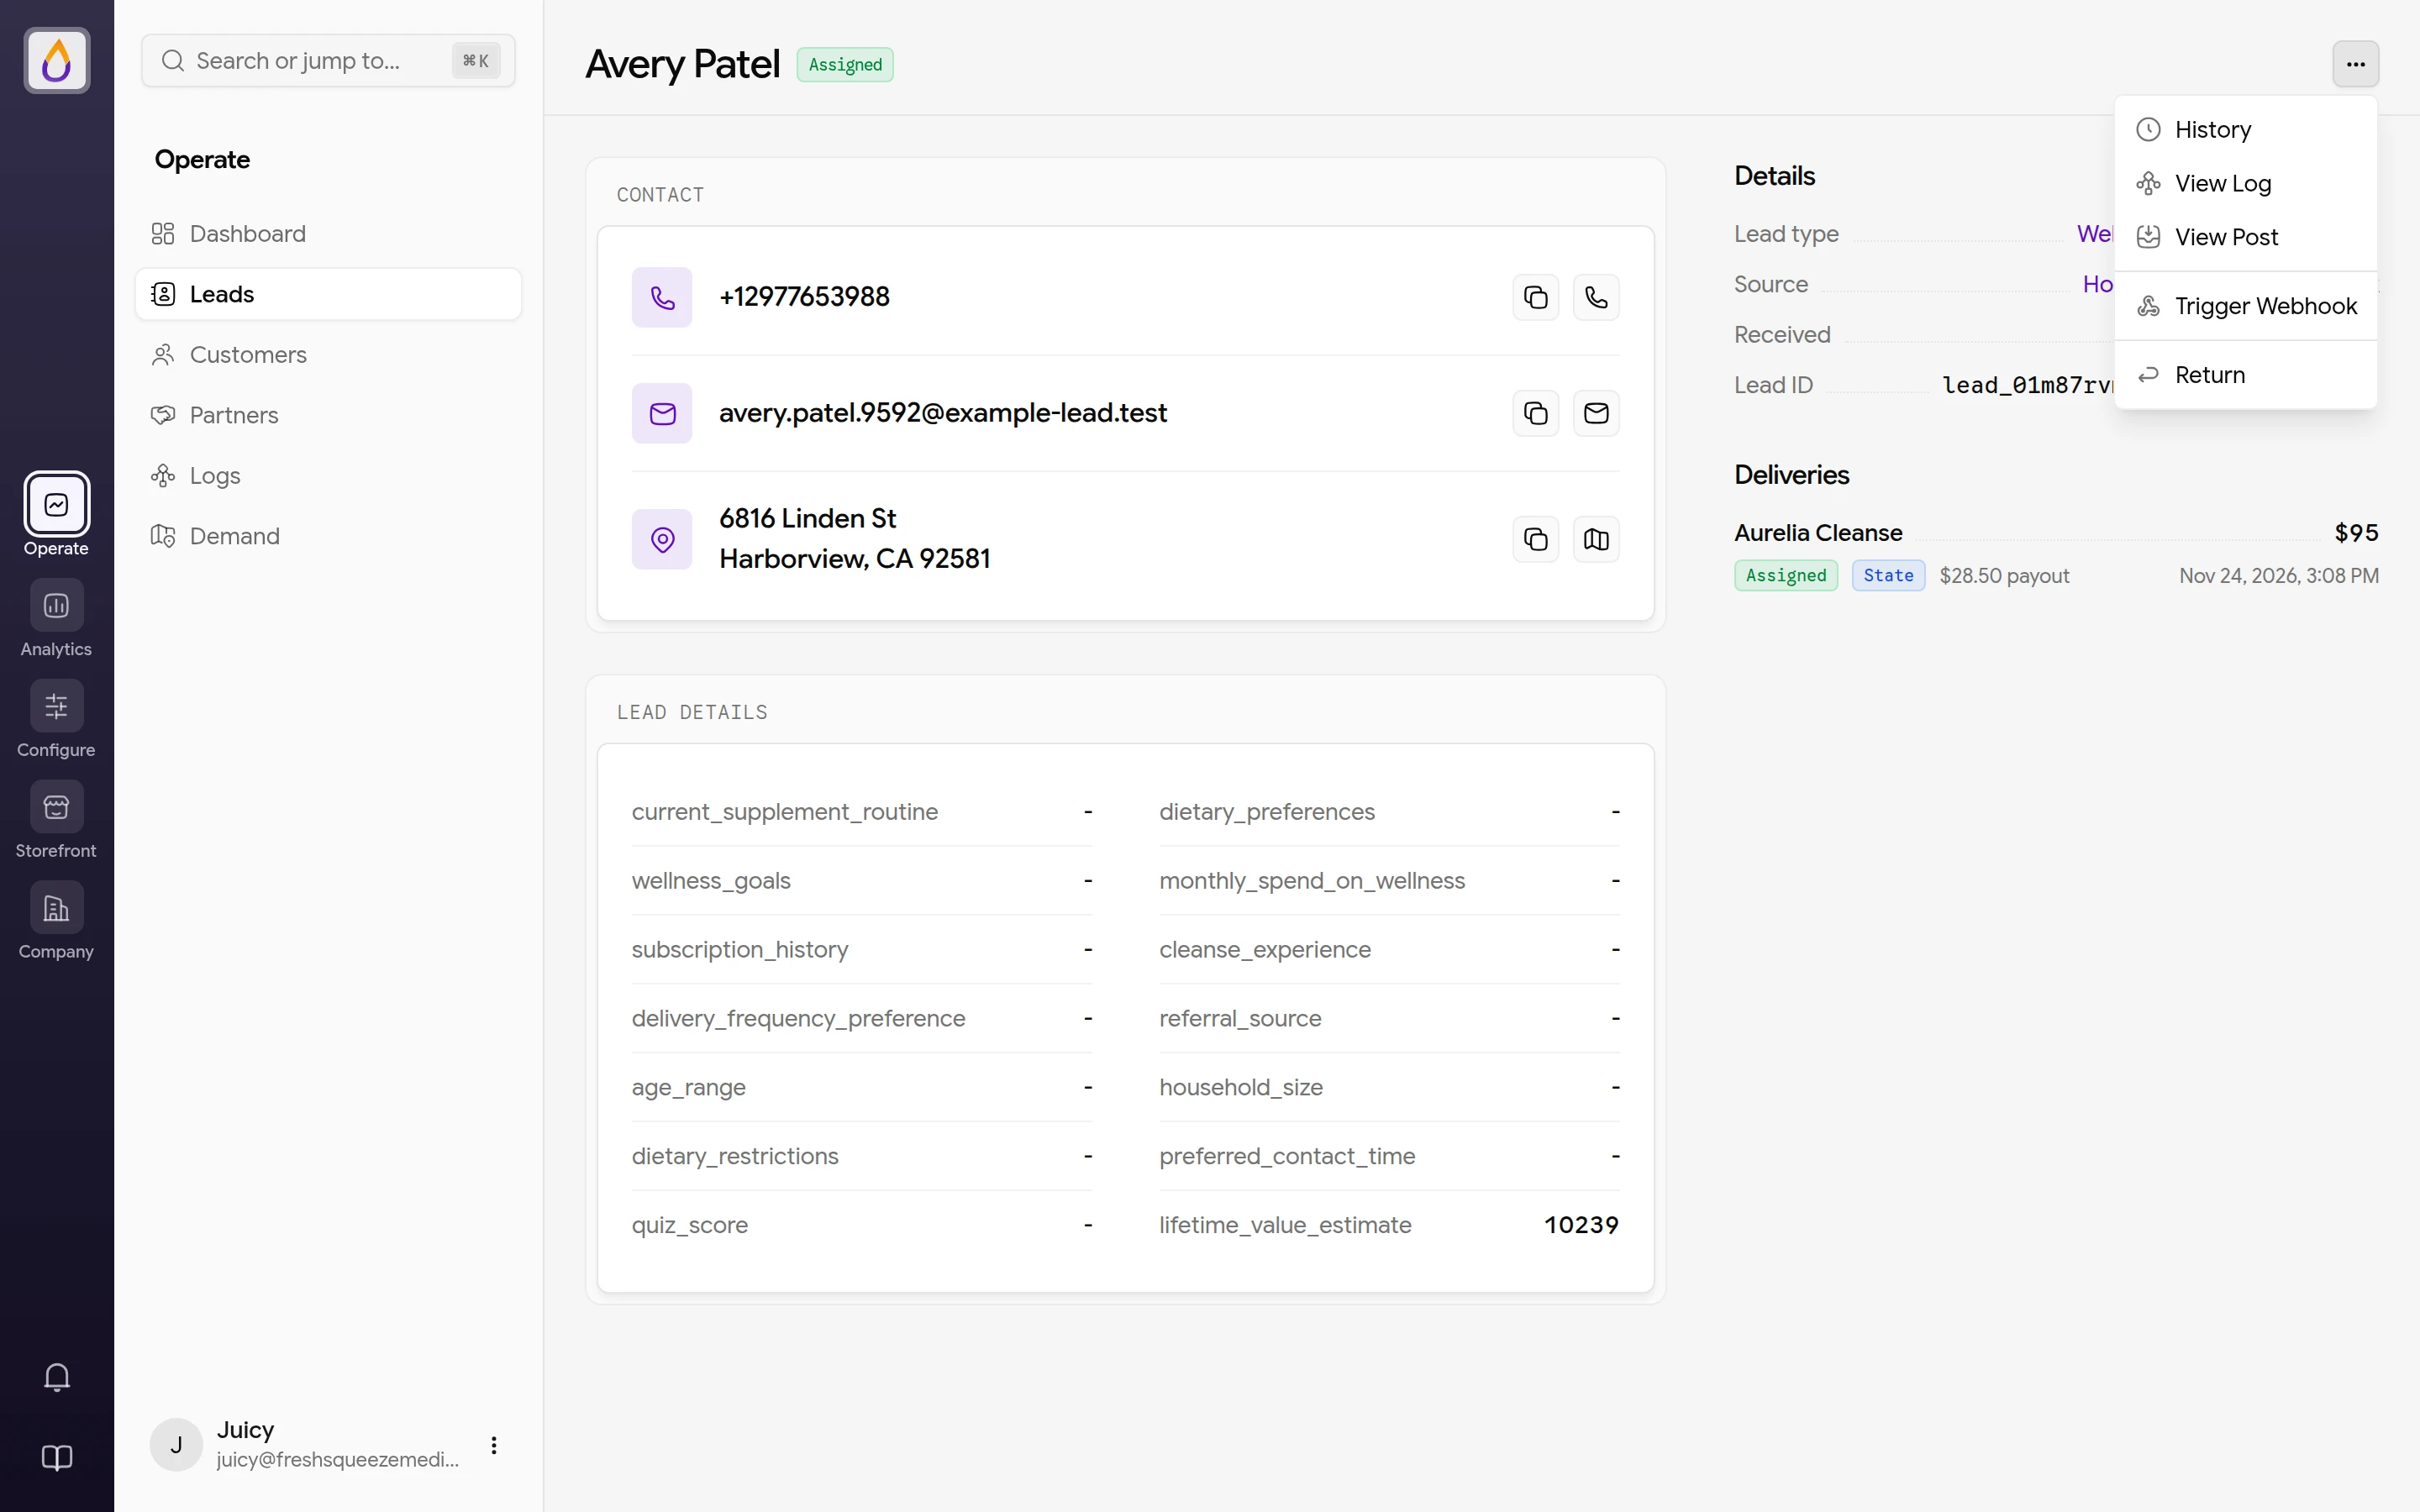 Search or jump to...
⌘K
Operate
Dashboard
Leads
Customers
Partners
Logs
Demand
Operate
Analytics
Configure
Storefront
Company
J
Juicy
juicy@freshsqueezemedi...
Avery Patel
Assigned
CONTACT
+12977653988
avery.patel.9592@example-lead.test
6816 Linden St
Harborview, CA 92581
LEAD DETAILS
current_supplement_routine -
dietary_preferences -
wellness_goals -
monthly_spend_on_wellness -
subscription_history -
cleanse_experience -
delivery_frequency_preference -
referral_source -
age_range -
household_size -
dietary_restrictions -
preferred_contact_time -
quiz_score -
lifetime_value_estimate 10239
Details
Lead type
Source Ho
Received
Lead ID
History
View Log
View Post
Trigger Webhook
Return
Deliveries
Aurelia Cleanse $95
Assigned State $28.50 payout Nov 24, 2026, 3:08 PM